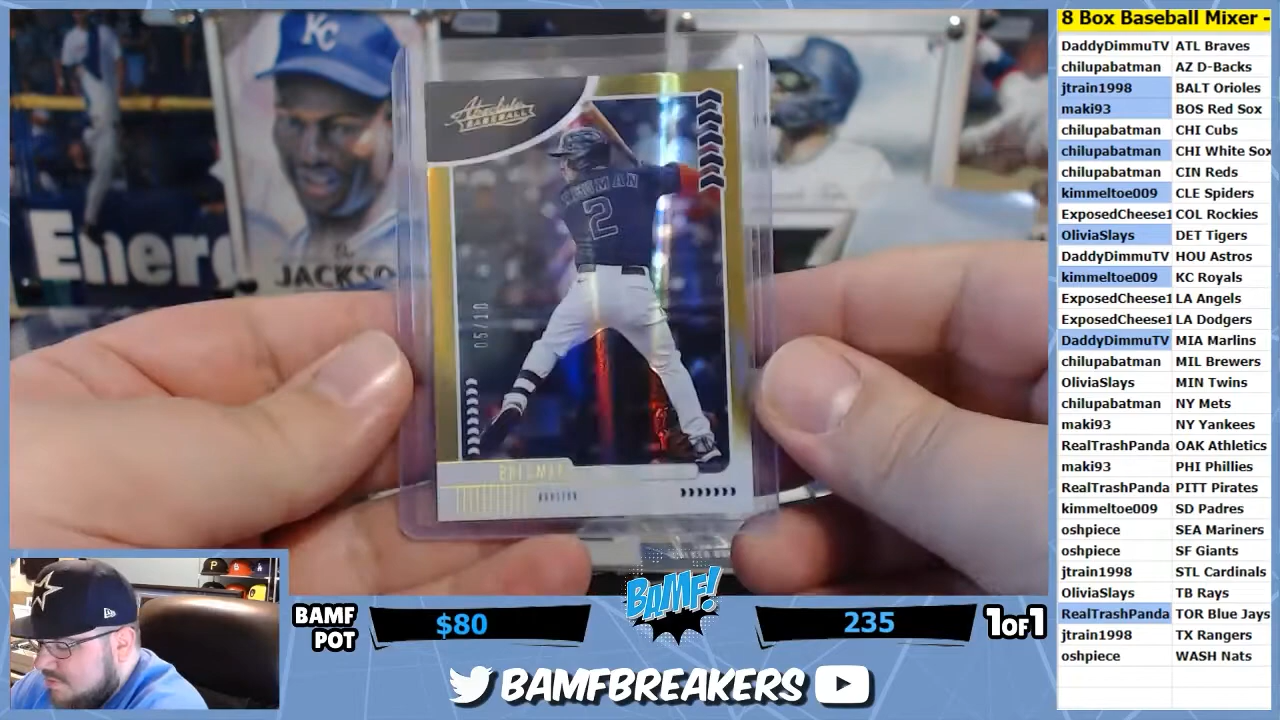 KC
Absolute
BASEBALL
2
05/10
Energ
JACKSO
BREGMAN
HOUSTON
8 Box Baseball Mixer -
DaddyDimmuTV ATL Braves
chilupabatman AZ D-Backs
jtrain1998 BALT Orioles
maki93 BOS Red Sox
chilupabatman CHI Cubs
chilupabatman CHI White Sox
chilupabatman CIN Reds
kimmeltoe009 CLE Spiders
ExposedCheese1 COL Rockies
OliviaSlays DET Tigers
DaddyDimmuTV HOU Astros
kimmeltoe009 KC Royals
ExposedCheese1 LA Angels
ExposedCheese1 LA Dodgers
DaddyDimmuTV MIA Marlins
chilupabatman MIL Brewers
OliviaSlays MIN Twins
chilupabatman NY Mets
maki93 NY Yankees
RealTrashPanda OAK Athletics
maki93 PHI Phillies
RealTrashPanda PITT Pirates
kimmeltoe009 SD Padres
oshpiece SEA Mariners
oshpiece SF Giants
jtrain1998 STL Cardinals
OliviaSlays TB Rays
RealTrashPanda TOR Blue Jays
jtrain1998 TX Rangers
oshpiece WASH Nats
BAMF POT $80
BAMF!
235 1OF1
BAMFBREAKERS